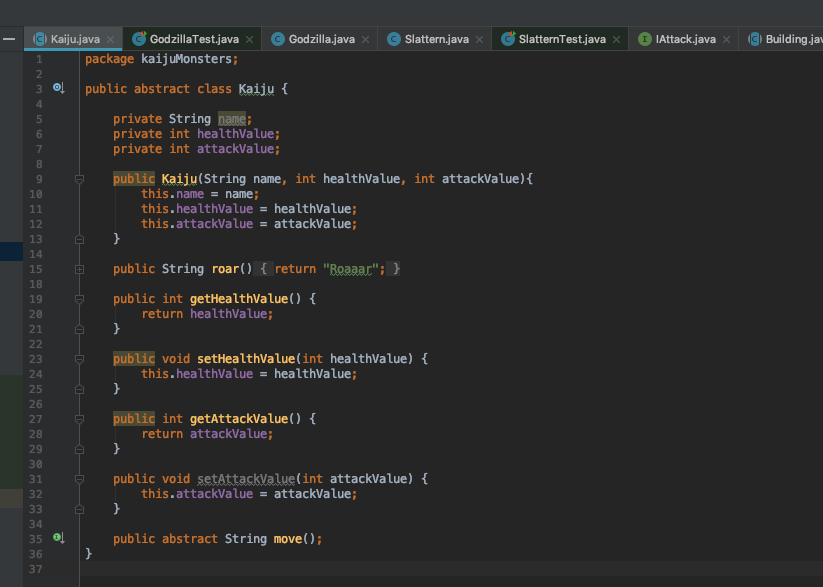 Kaiju.java GodzillaTest.java Godzilla.java Slattern.java SlatternTest.java IAttack.java Building.jav
1 package kaijuMonsters;
2
3 public abstract class Kaiju {
4
5 private String name;
6 private int healthValue;
7 private int attackValue;
8
9 public Kaiju(String name, int healthValue, int attackValue){
10 this.name = name;
11 this.healthValue = healthValue;
12 this.attackValue = attackValue;
13 }
14
15 public String roar() { return "Roaaar"; }
18
19 public int getHealthValue() {
20 return healthValue;
21 }
22
23 public void setHealthValue(int healthValue) {
24 this.healthValue = healthValue;
25 }
26
27 public int getAttackValue() {
28 return attackValue;
29 }
30
31 public void setAttackValue(int attackValue) {
32 this.attackValue = attackValue;
33 }
34
35 public abstract String move();
36 }
37